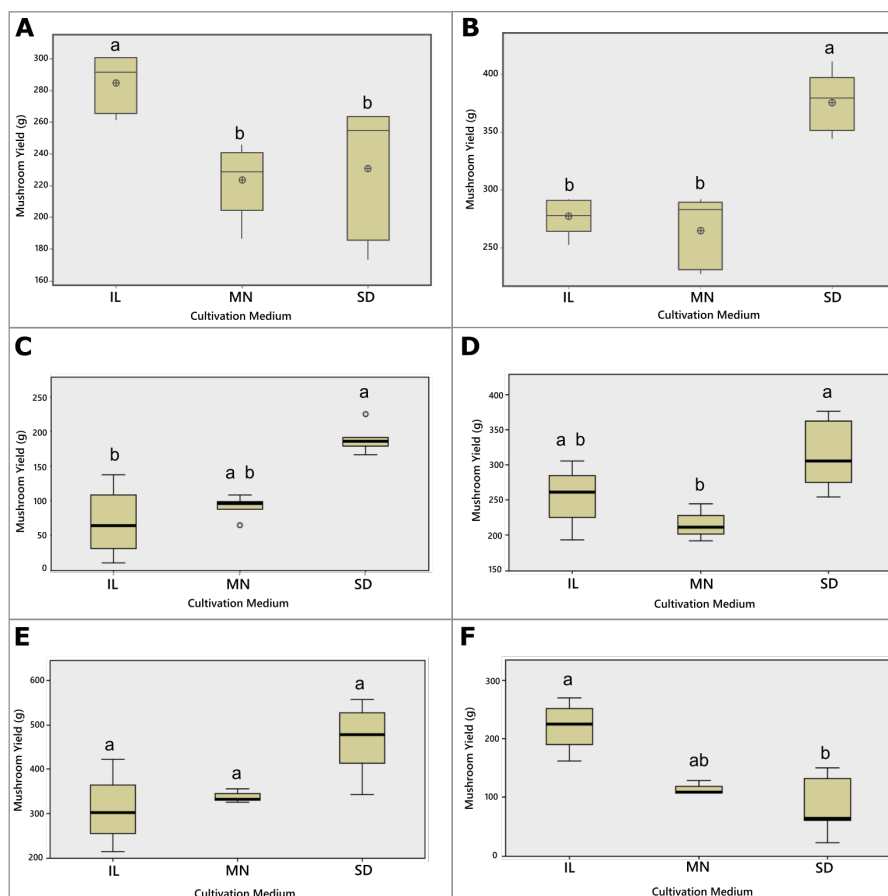 A
Mushroom Yield (g)
300
280
260
240
220
200
180
160
a
b
b
IL MN SD
Cultivation Medium
B
Mushroom Yield (g)
400
350
300
250
b
b
a
IL MN SD
Cultivation Medium
C
Mushroom Yield (g)
250
200
150
100
50
0
b
a b
a
IL MN SD
Cultivation Medium
D
Mushroom Yield (g)
400
350
300
250
200
150
a b
b
a
IL MN SD
Cultivation Medium
E
Mushroom Yield (g)
600
500
400
300
200
a
a
a
IL MN SD
Cultivation Medium
F
Mushroom Yield (g)
300
200
100
0
a
ab
b
IL MN SD
Cultivation Medium